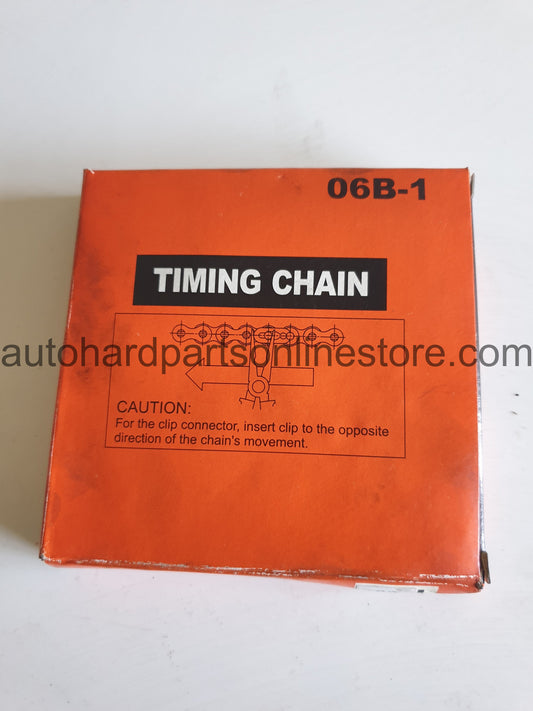 06B-1
TIMING CHAIN
autohardpartsonlinestore.com
CAUTION:
For the clip connector, insert clip to the opposite
direction of the chain's movement.